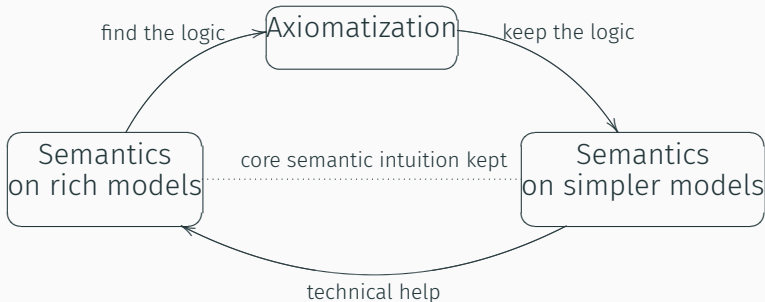 Axiomatization
find the logic
keep the logic
Semantics
on rich models
core semantic intuition kept
Semantics
on simpler models
technical help